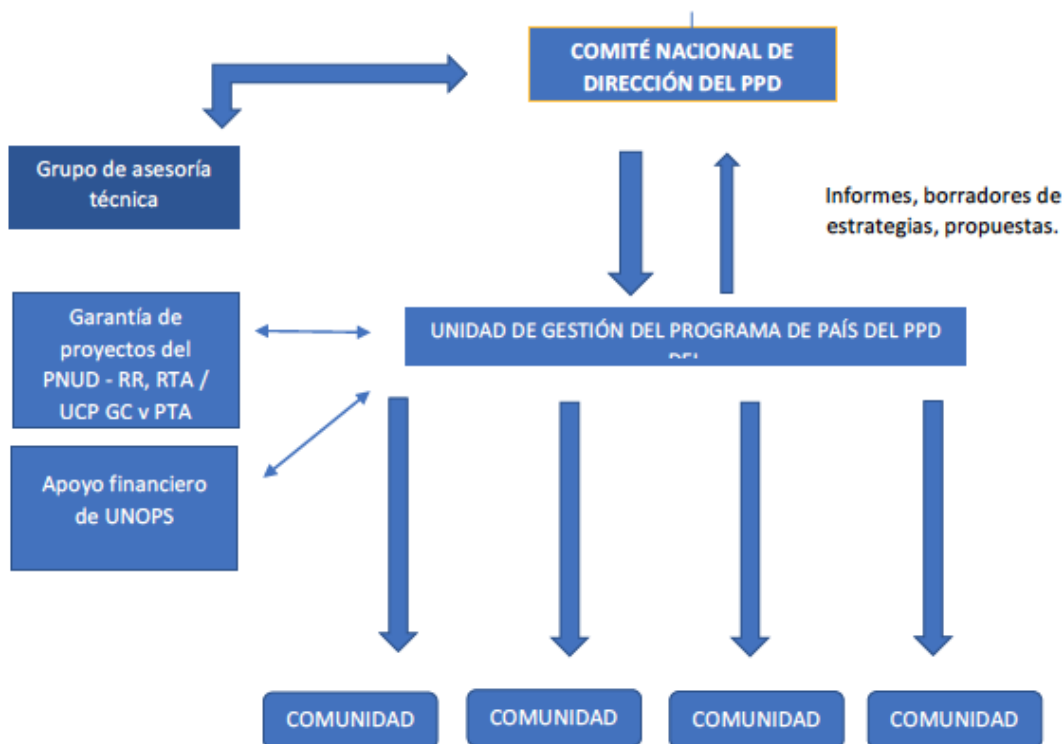 COMITÉ NACIONAL DE
DIRECCIÓN DEL PPD
Grupo de asesoría
técnica
Informes, borradores de
estrategias, propuestas.
Garantía de
proyectos del
PNUD - RR, RTA /
UCP GC v PTA
UNIDAD DE GESTIÓN DEL PROGRAMA DE PAÍS DEL PPD
DEL
Apoyo financiero
de UNOPS
COMUNIDAD
COMUNIDAD
COMUNIDAD
COMUNIDAD